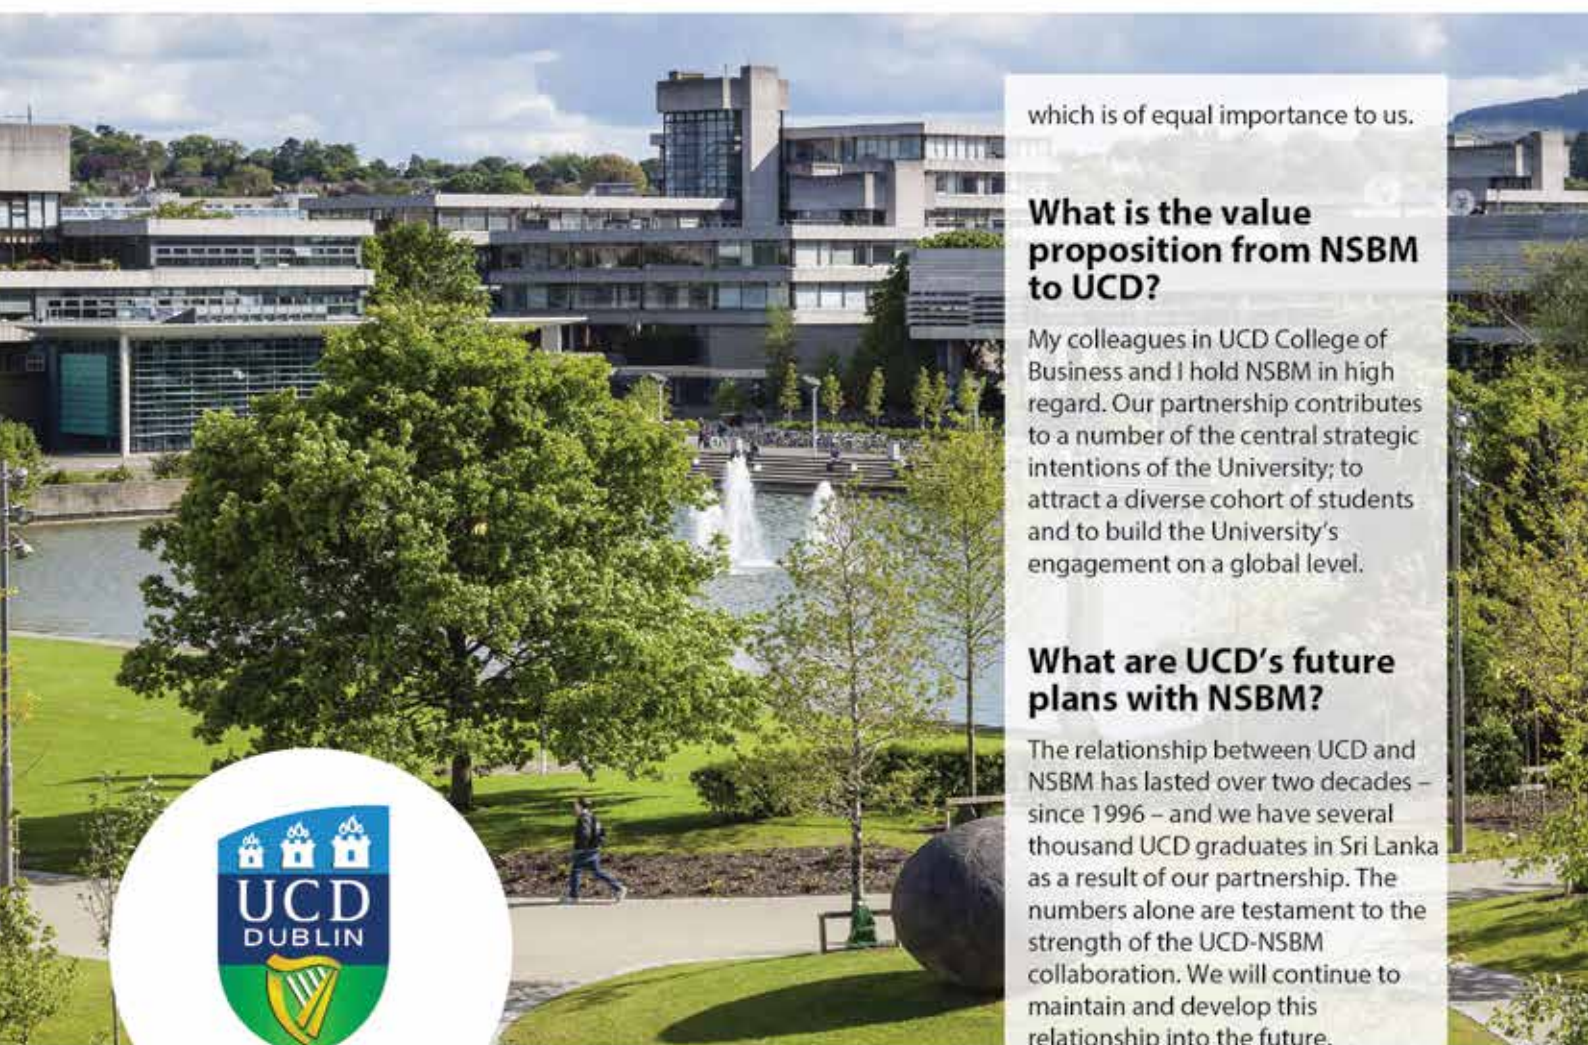 which is of equal importance to us.
What is the value
proposition from NSBM
to UCD?
My colleagues in UCD College of
Business and I hold NSBM in high
regard. Our partnership contributes
to a number of the central strategic
intentions of the University; to
attract a diverse cohort of students
and to build the University's
engagement on a global level.
What are UCD's future
plans with NSBM?
The relationship between UCD and
NSBM has lasted over two decades –
since 1996 – and we have several
thousand UCD graduates in Sri Lanka
as a result of our partnership. The
numbers alone are testament to the
strength of the UCD-NSBM
collaboration. We will continue to
maintain and develop this
relationship into the future.
UCD
DUBLIN